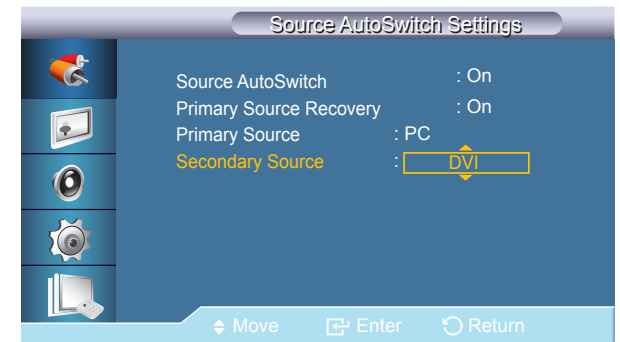 Source AutoSwitch Settings
Source AutoSwitch : On
Primary Source Recovery : On
Primary Source : PC
Secondary Source : DVI
Move Enter Return